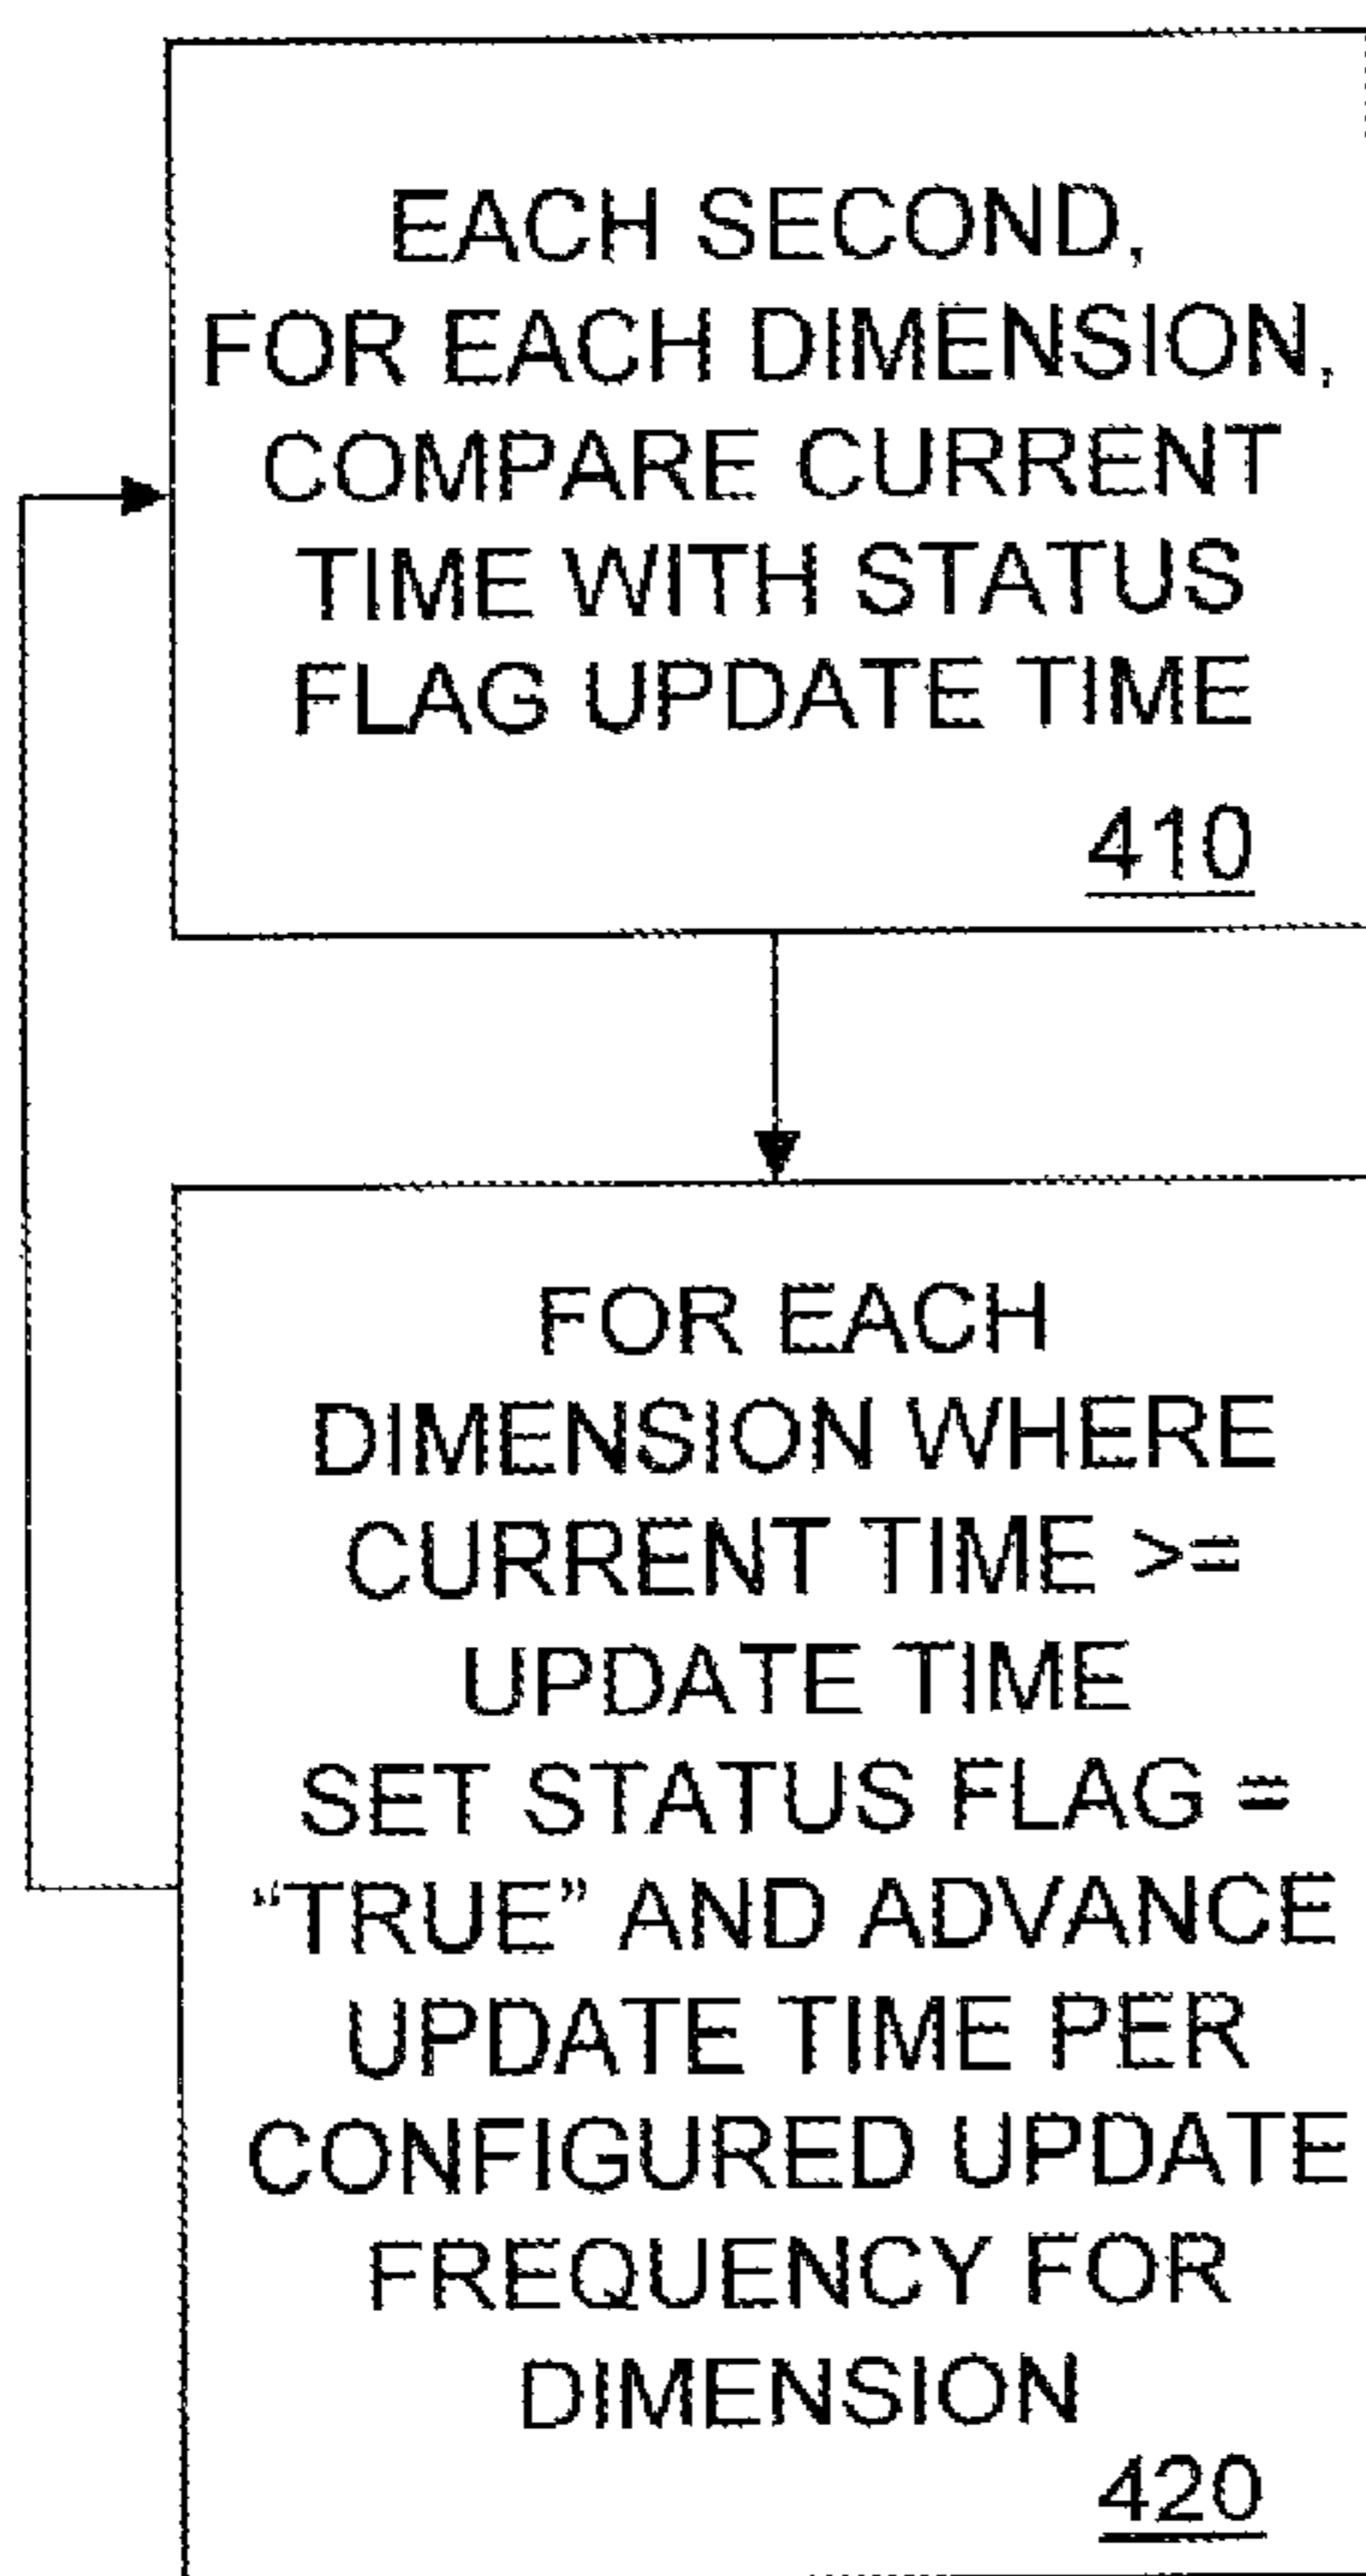 EACH SECOND,
FOR EACH DIMENSION,
COMPARE CURRENT
TIME WITH STATUS
FLAG UPDATE TIME
410
FOR EACH
DIMENSION WHERE
CURRENT TIME >=
UPDATE TIME
SET STATUS FLAG =
“TRUE” AND ADVANCE
UPDATE TIME PER
CONFIGURED UPDATE
FREQUENCY FOR
DIMENSION
420